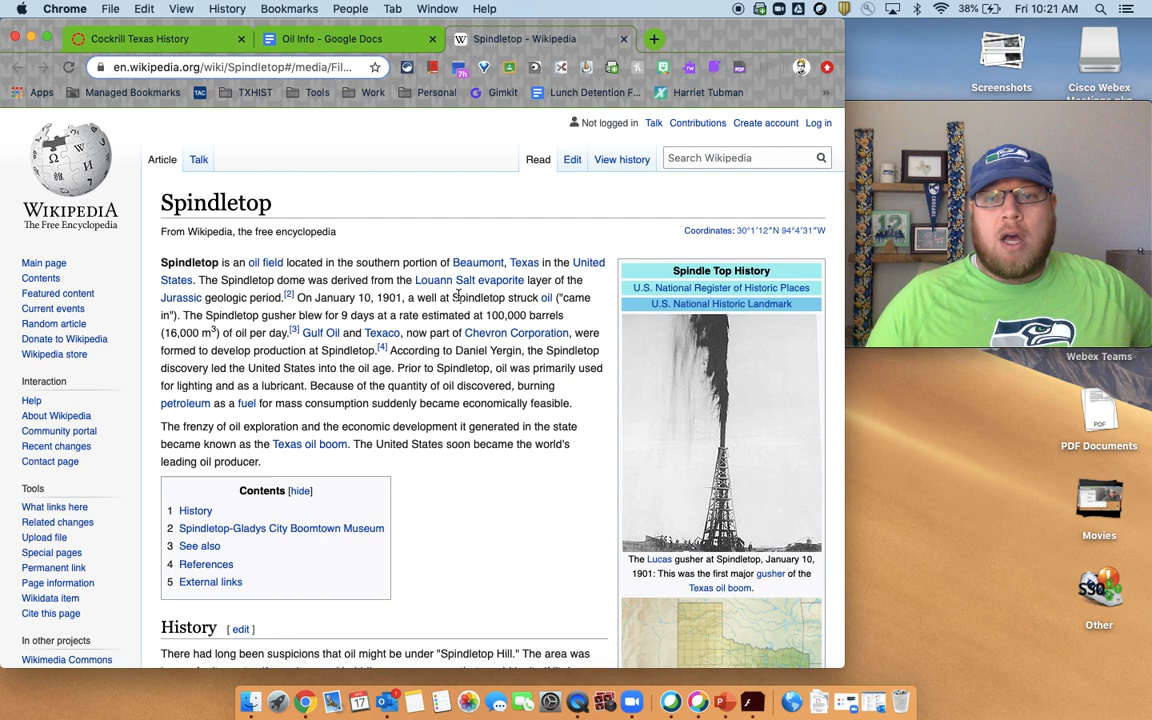 Chrome File Edit View History Bookmarks People Tab Window Help 38% Fri 10:21 AM
Cockrill Texas History Oil Info - Google Docs Spindletop - Wikipedia
en.wikipedia.org/wiki/Spindletop#/media/Fil...
Apps Managed Bookmarks TAC TXHIST Tools Work Personal Gimkit Lunch Detention F... Harriet Tubman »
Not logged in Talk Contributions Create account Log in
Article Talk Read Edit View history Search Wikipedia
WIKIPEDIA
The Free Encyclopedia
Main page
Contents
Featured content
Current events
Random article
Donate to Wikipedia
Wikipedia store
Interaction
Help
About Wikipedia
Community portal
Recent changes
Contact page
Tools
What links here
Related changes
Upload file
Special pages
Permanent link
Page information
Wikidata item
Cite this page
In other projects
Wikimedia Commons
Spindletop
From Wikipedia, the free encyclopedia
Coordinates: 30°1′12″N 94°4′31″W
Spindletop is an oil field located in the southern portion of Beaumont, Texas in the United
States. The Spindletop dome was derived from the Louann Salt evaporite layer of the
Jurassic geologic period.[2] On January 10, 1901, a well at Spindletop struck oil ("came
in"). The Spindletop gusher blew for 9 days at a rate estimated at 100,000 barrels
(16,000 m3) of oil per day.[3] Gulf Oil and Texaco, now part of Chevron Corporation, were
formed to develop production at Spindletop.[4] According to Daniel Yergin, the Spindletop
discovery led the United States into the oil age. Prior to Spindletop, oil was primarily used
for lighting and as a lubricant. Because of the quantity of oil discovered, burning
petroleum as a fuel for mass consumption suddenly became economically feasible.
The frenzy of oil exploration and the economic development it generated in the state
became known as the Texas oil boom. The United States soon became the world's
leading oil producer.
Contents [hide]
1 History
2 Spindletop-Gladys City Boomtown Museum
3 See also
4 References
5 External links
History [ edit ]
There had long been suspicions that oil might be under "Spindletop Hill." The area was
Spindle Top History
U.S. National Register of Historic Places
U.S. National Historic Landmark
The Lucas gusher at Spindletop, January 10,
1901: This was the first major gusher of the
Texas oil boom.
Screenshots
Cisco Webex
Webex Teams
PDF
PDF Documents
Movies
SSO
Other
12
COUGARS
7h